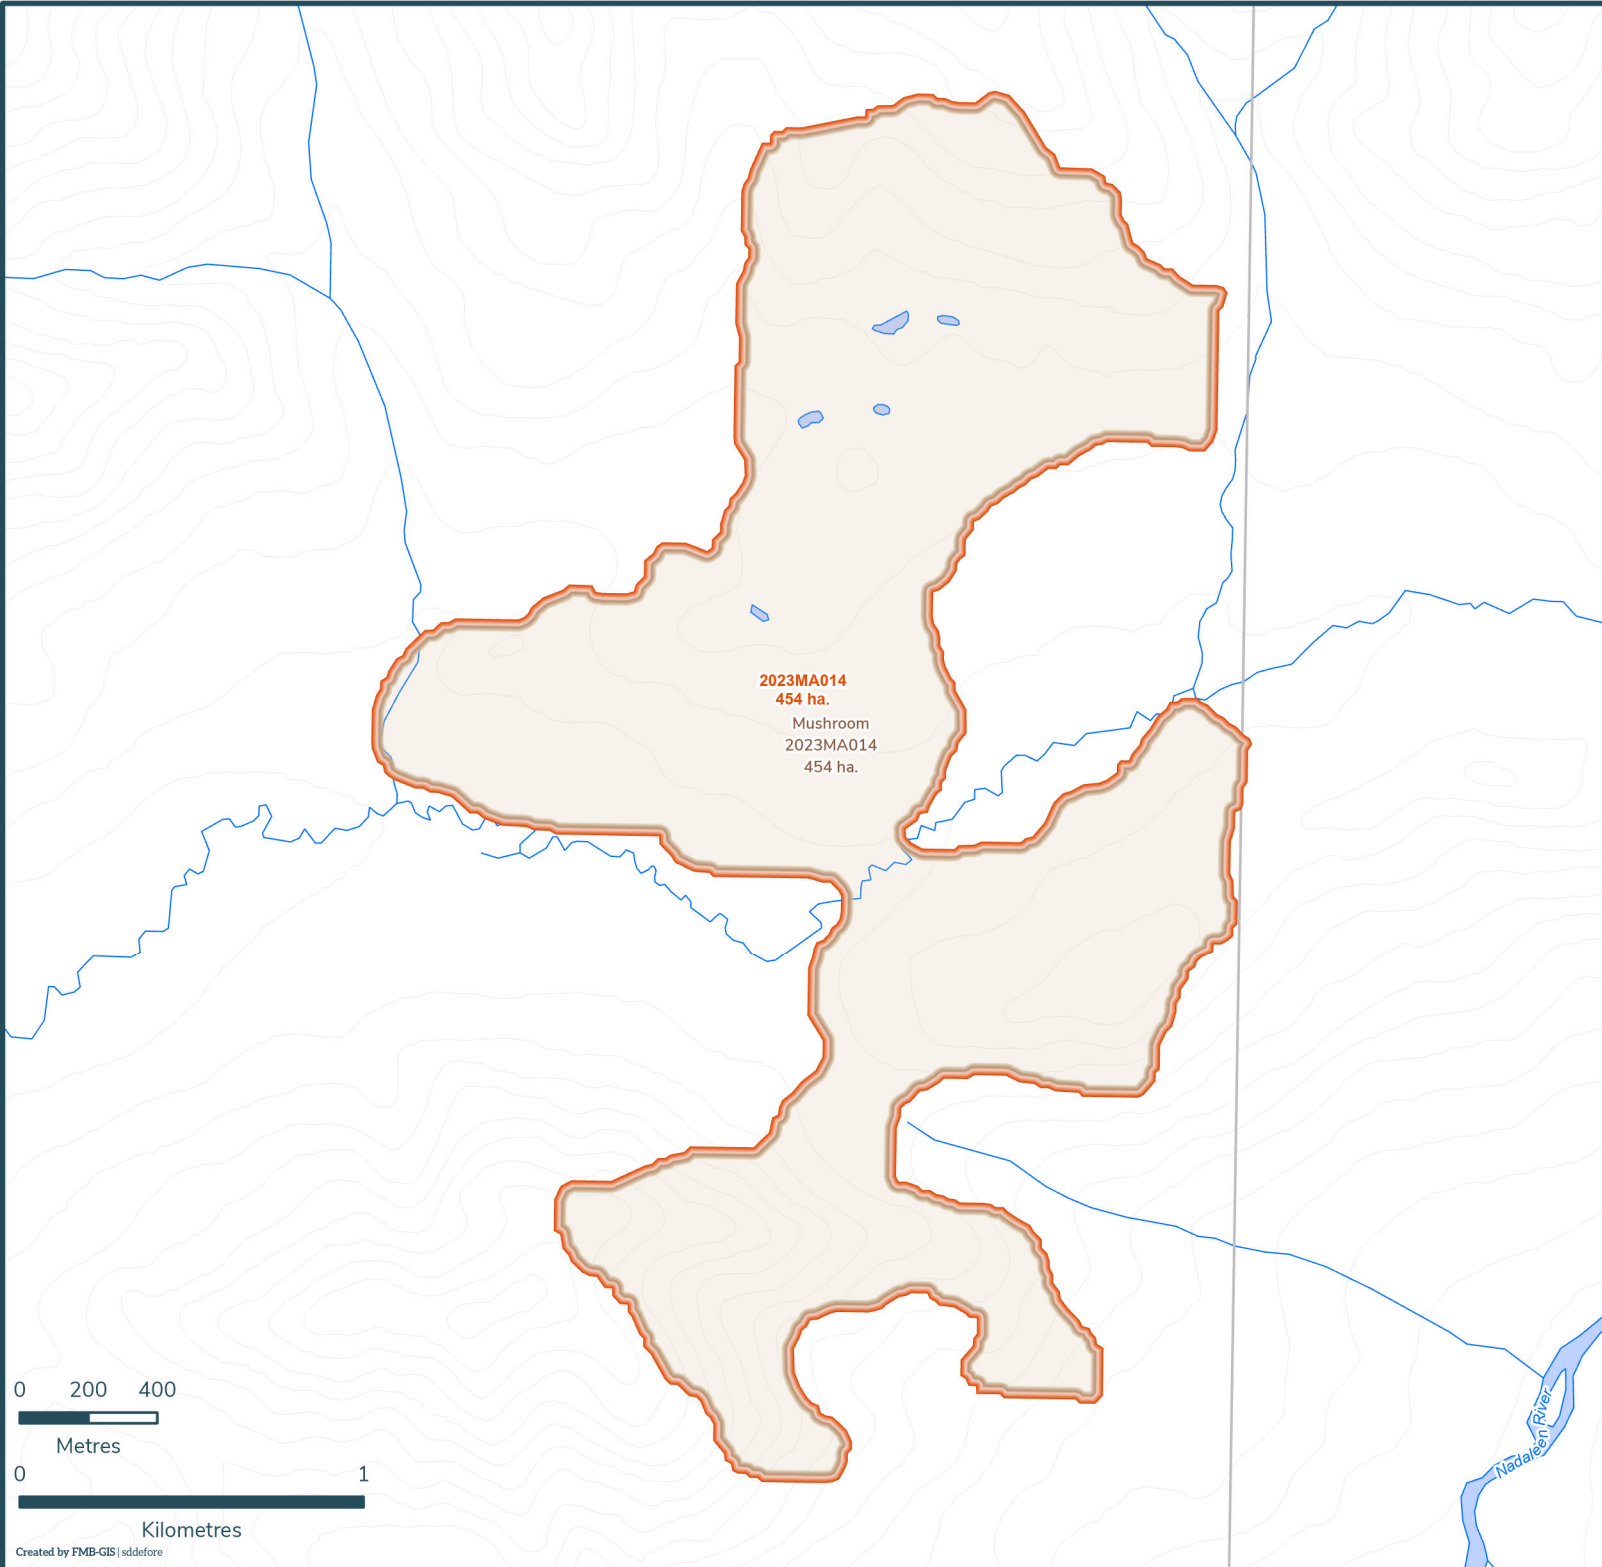 2023MA014
454 ha.
Mushroom
2023MA014
454 ha.
0 200 400
Metres
0 1
Kilometres
Nadaleen River
Created by FMB-GIS | sddefore